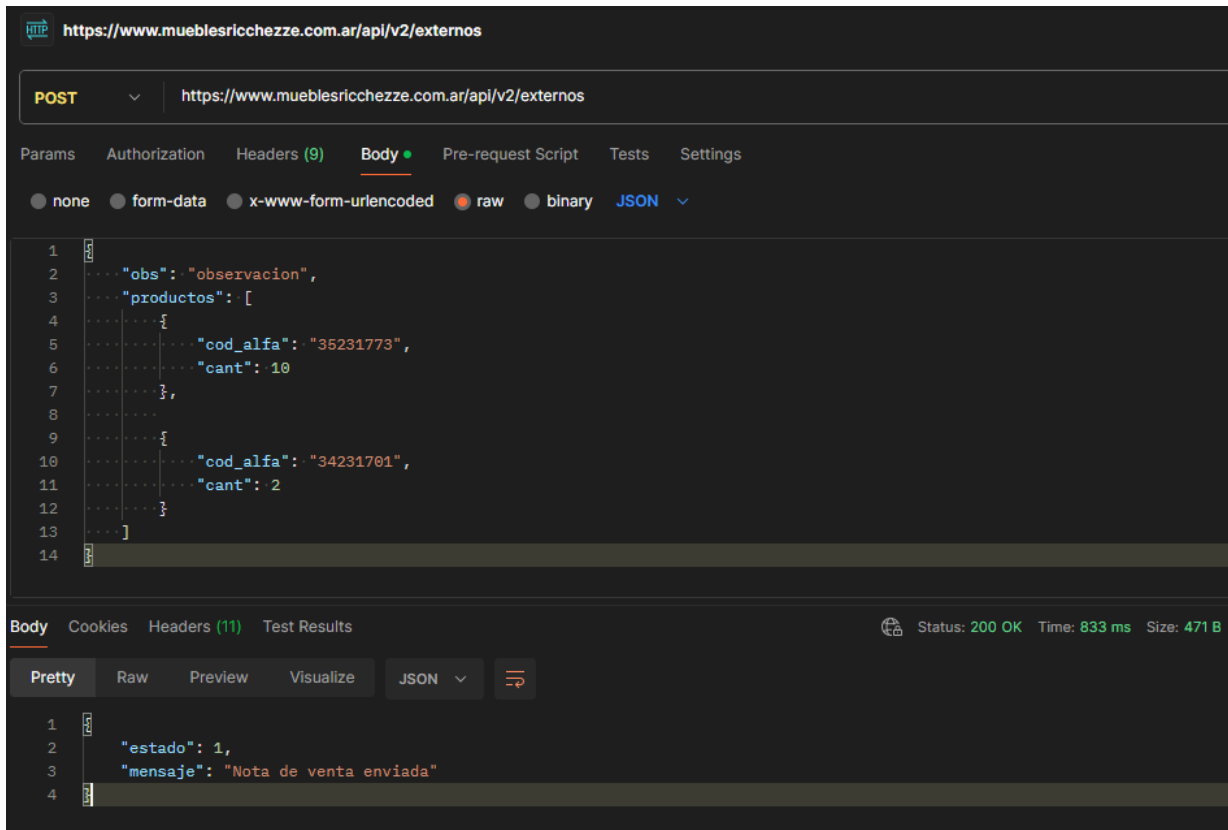 HTTP https://www.mueblesricchezze.com.ar/api/v2/externos
POST https://www.mueblesricchezze.com.ar/api/v2/externos
Params Authorization Headers (9) Body Pre-request Script Tests Settings
none form-data x-www-form-urlencoded raw binary JSON
1 {
2 "obs": "observacion",
3 "productos": [
4 {
5 "cod_alfa": "35231773",
6 "cant": 10
7 },
8
9 {
10 "cod_alfa": "34231701",
11 "cant": 2
12 }
13 ]
14 }
Body Cookies Headers (11) Test Results Status: 200 OK Time: 833 ms Size: 471 B
Pretty Raw Preview Visualize JSON
1 {
2 "estado": 1,
3 "mensaje": "Nota de venta enviada"
4 }